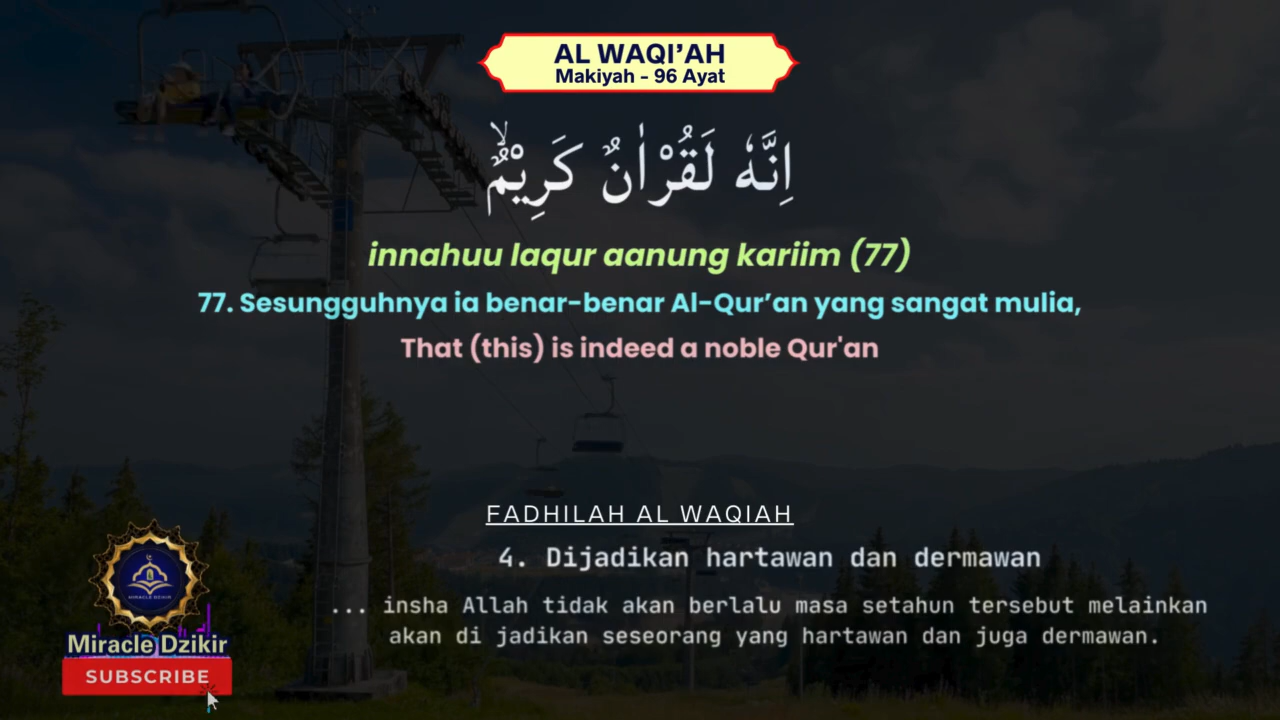 AL WAQI’AH
Makiyah - 96 Ayat
اِنَّهٗ لَقُرْاٰنٌ كَرِيْمٌۙ
innahuu laqur aanung kariim (77)
77. Sesungguhnya ia benar-benar Al-Qur’an yang sangat mulia,
That (this) is indeed a noble Qur'an
FADHILAH AL WAQIAH
4. Dijadikan hartawan dan dermawan
... insha Allah tidak akan berlalu masa setahun tersebut melainkan
akan di jadikan seseorang yang hartawan dan juga dermawan.
MIRACLE DZIKIR
Miracle Dzikir
SUBSCRIBE